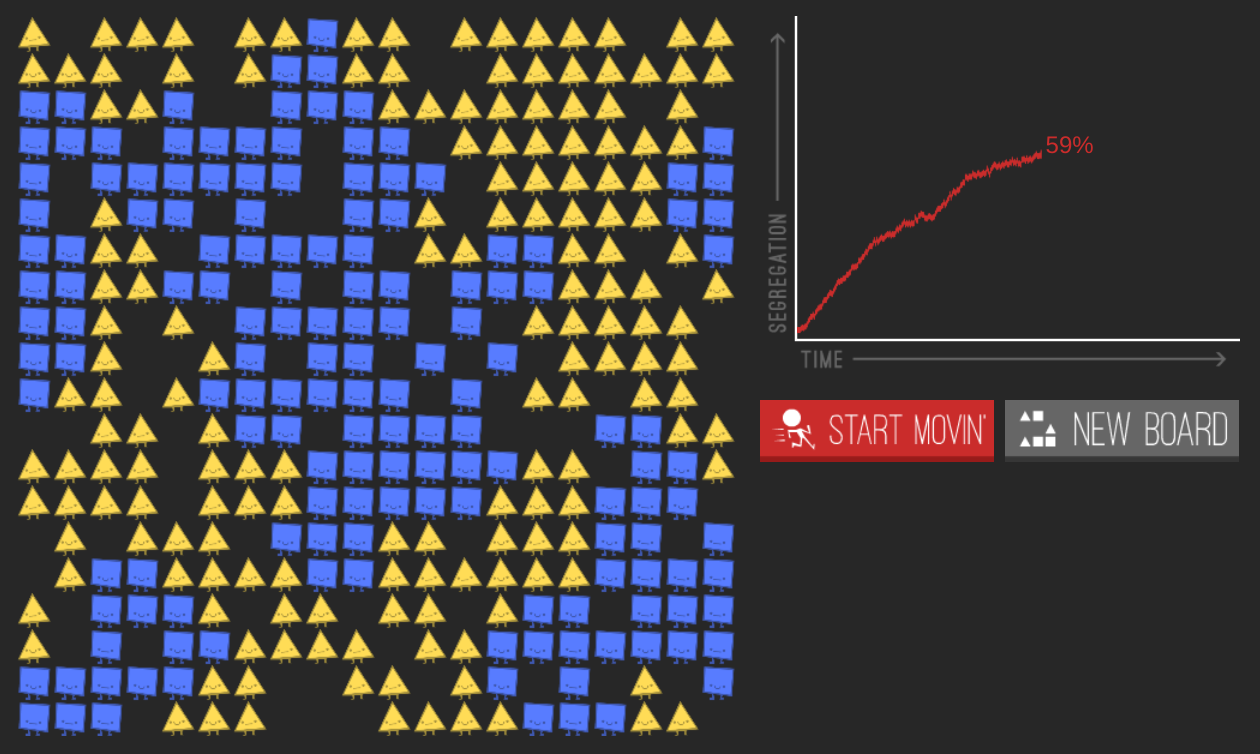 59%
SEGREGATION
TIME
START MOVIN'
NEW BOARD